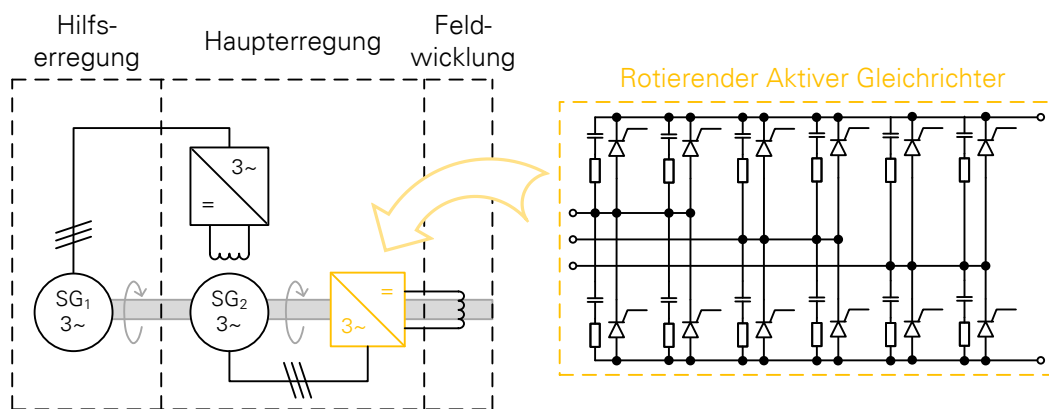 Hilfs-
erregung
Haupterregung
Feld-
wicklung
Rotierender Aktiver Gleichrichter
3~
=
SG₁
3~
SG₂
3~
=
3~